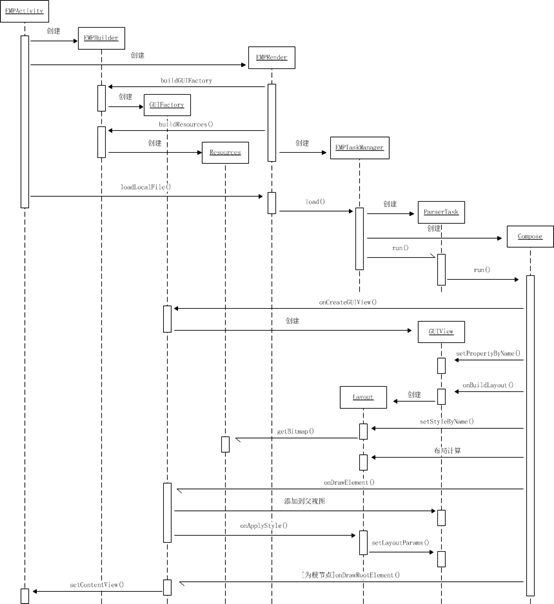 EMPActivity
创建
EMPBuilder
创建
EMPRender
buildGUIFactory
创建
GUIFactory
buildResources()
创建
Resources
创建
EMPTaskManager
loadLocalFile()
load()
创建
ParserTask
创建
Compose
run()
run()
onCreateGUIView()
创建
GUIView
setPropertyByName()
onBuildLayout()
创建
Layout
setStyleByName()
getBitmap()
布局计算
onDrawElement()
添加到父视图
onApplyStyle()
setLayoutParams()
[为根节点]onDrawRootElement()
setContentView()